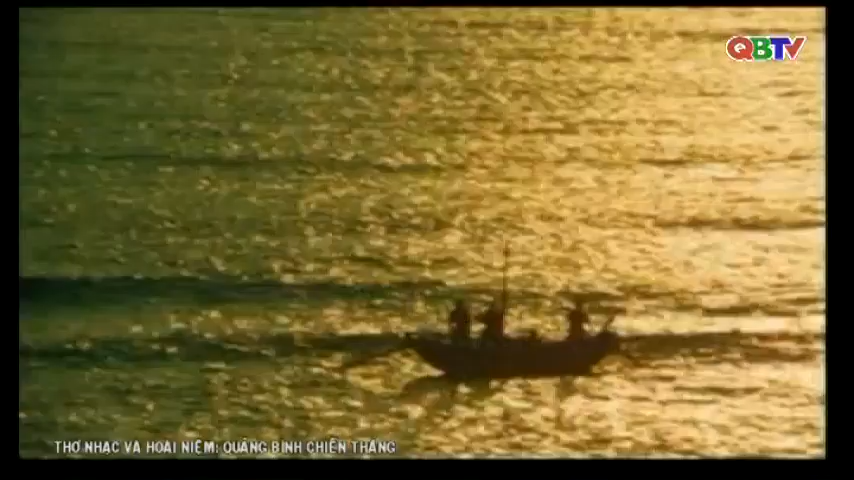 QBTV
THƠ NHẠC VÀ HOÀI NIỆM: QUẢNG BÌNH CHIẾN THẮNG